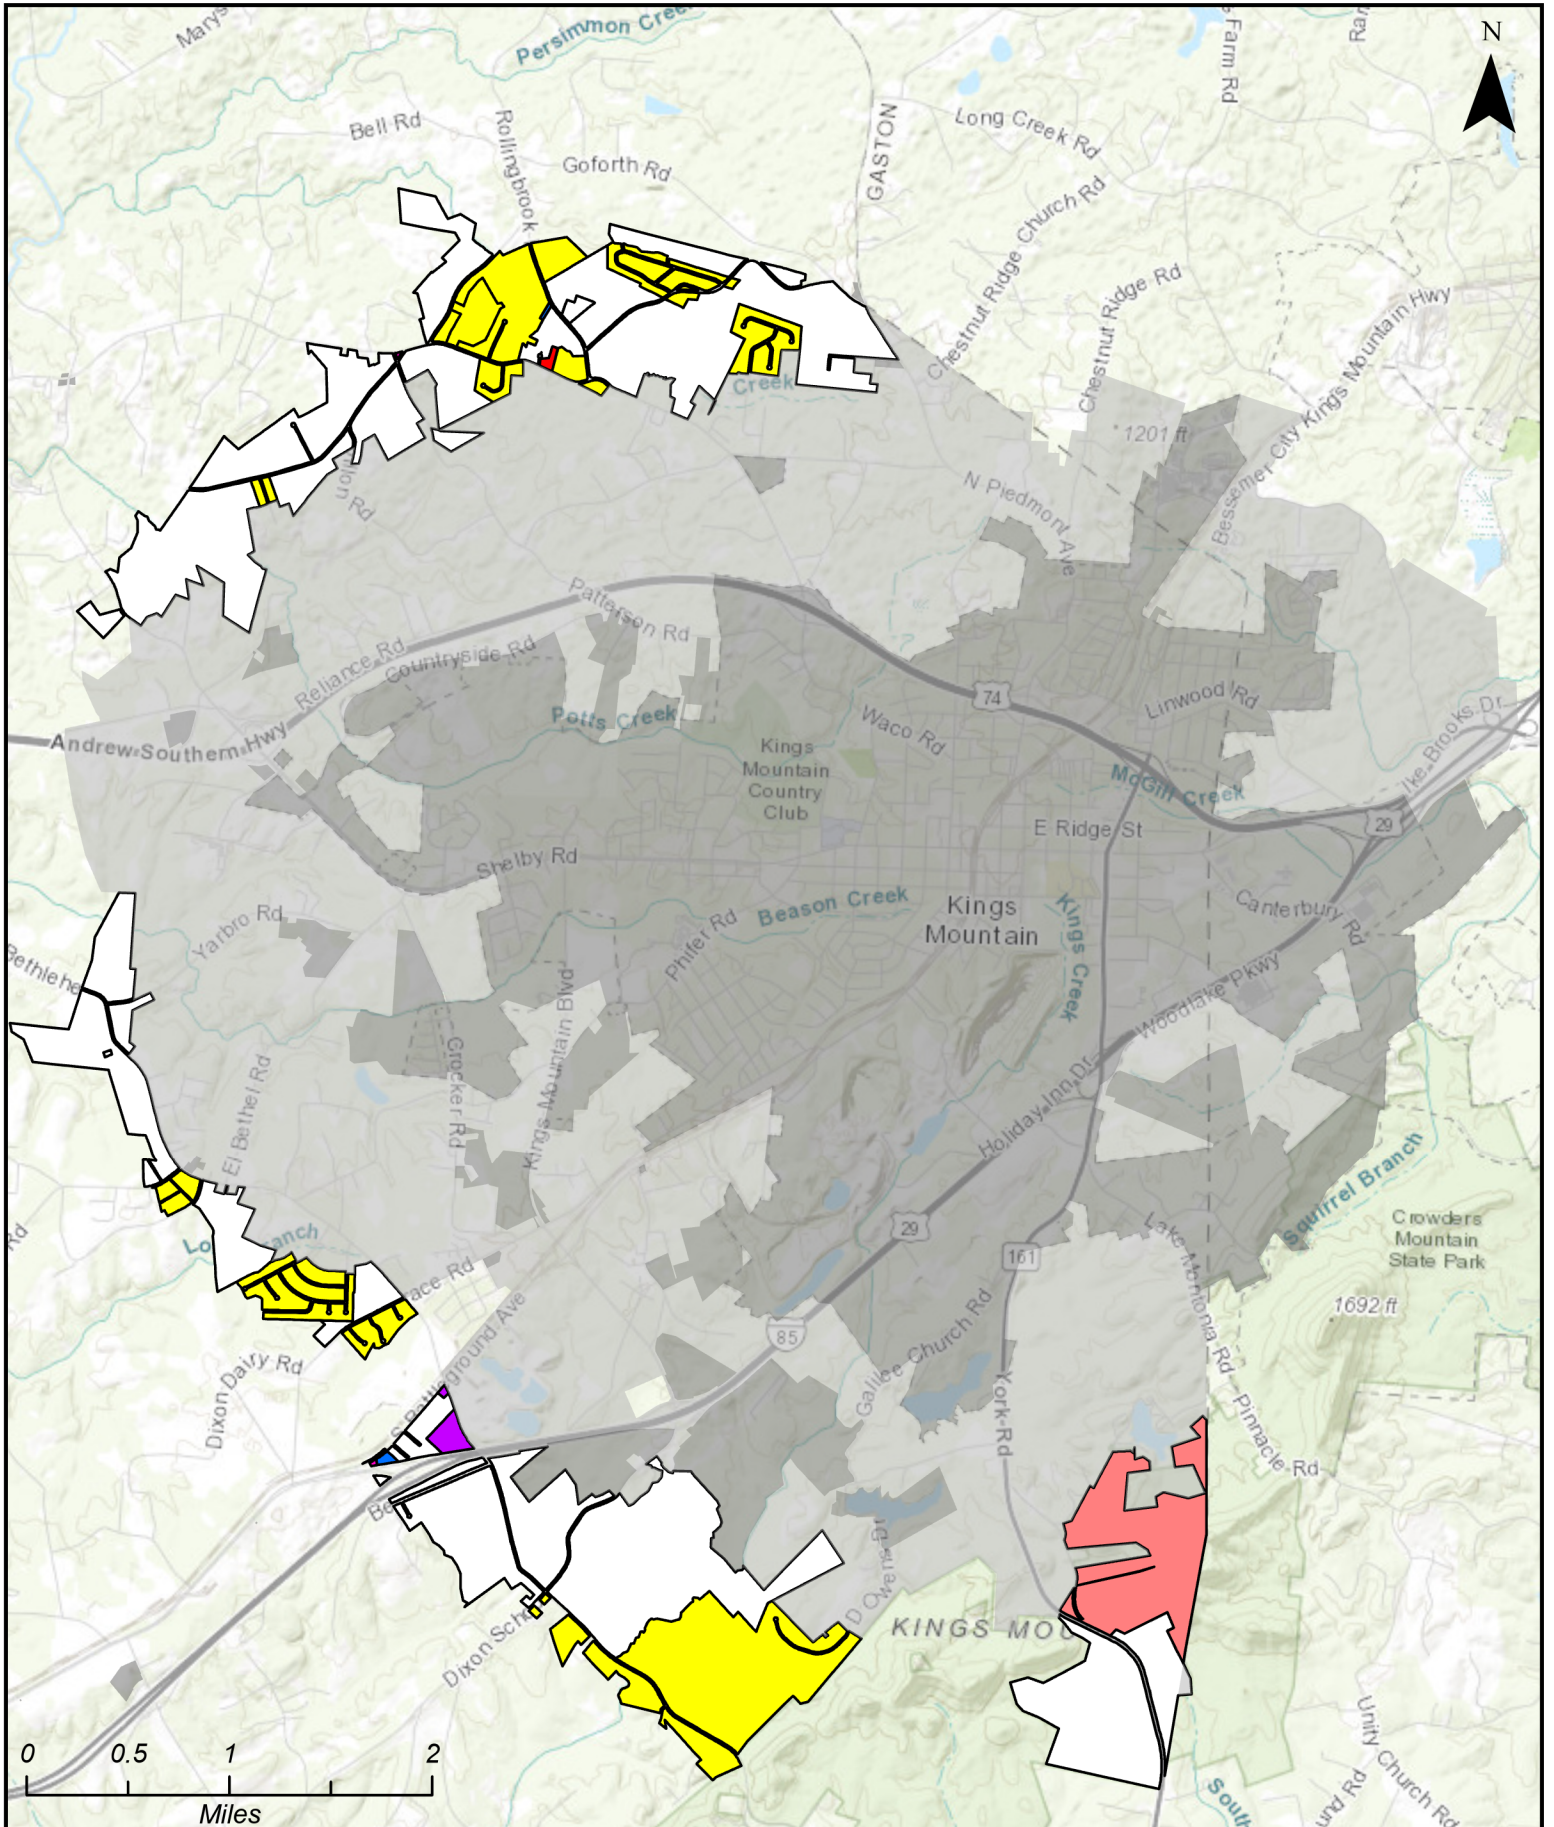 Persimmon Creek
N
GASTON
Long Creek Rd
Bell Rd
Rollingbrook
Goforth Rd
Farm Rd
Chestnut Ridge Church Rd
Chestnut Ridge Rd
Bessemer City Kings Mountain Hwy
Creek
1201 ft
N Piedmont Ave
Patterson Rd
Countryside Rd
Reliance Rd
Andrew Southern Hwy
Potts Creek
Waco Rd
74
Linwood Rd
Ike Brooks Dr
Kings
Mountain
Country
Club
McGill Creek
E Ridge St
29
Shelby Rd
Beason Creek
Kings
Mountain
Kings Creek
Canterbury Rd
Yarbro Rd
Phifer Rd
Bethlehe
Woodlake Pkwy
Kings Mountain Blvd
Crocker Rd
El Bethel Rd
Holiday Inn Dr
Squirrel Branch
Crowders
Mountain
State Park
29
161
Lake Montonia Rd
1692 ft
85
Galilee Church Rd
Dixon Dairy Rd
York Rd
Pinnacle Rd
KINGS MOU
Unity Church Rd
0 0.5 1 2
Miles